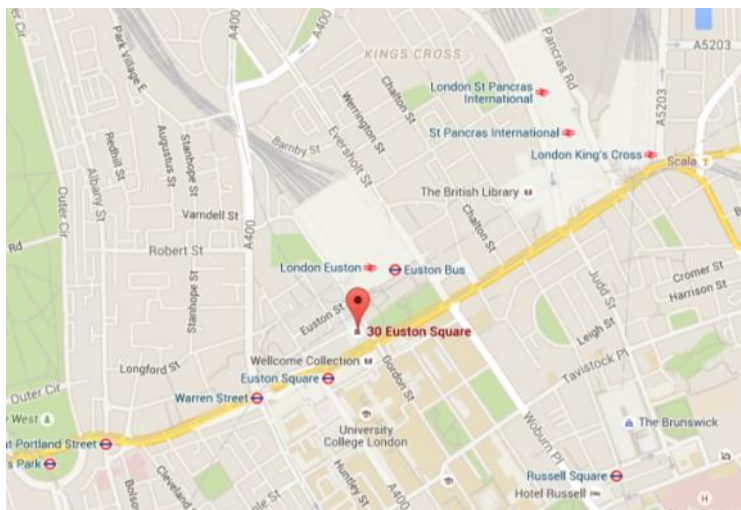 Outer Cir
Park Village E
A400
KINGS CROSS
Pancras Rd
A5203
Chalton St
London St Pancras
International
A5203
Werrington St
Redhill St
Augustus St
Stanhope St
Barnby St
Eversholt St
St Pancras International
London King's Cross
Scala
Albany St
The British Library
Outer Cir
Varndell St
A400
Chalton St
Rd
Robert St
London Euston
Euston Bus
Judd St
Cromer St
Harrison St
Stanhope St
Euston St
30 Euston Square
Leigh St
Longford St
Wellcome Collection
Gordon St
Tavistock Pl
Euston Square
Outer Cir
Warren Street
West
University
College London
Woburn Pl
The Brunswick
t Portland Street
's Park
Cleveland
Huntley St
A400
Russell Square
Hotel Russell
H